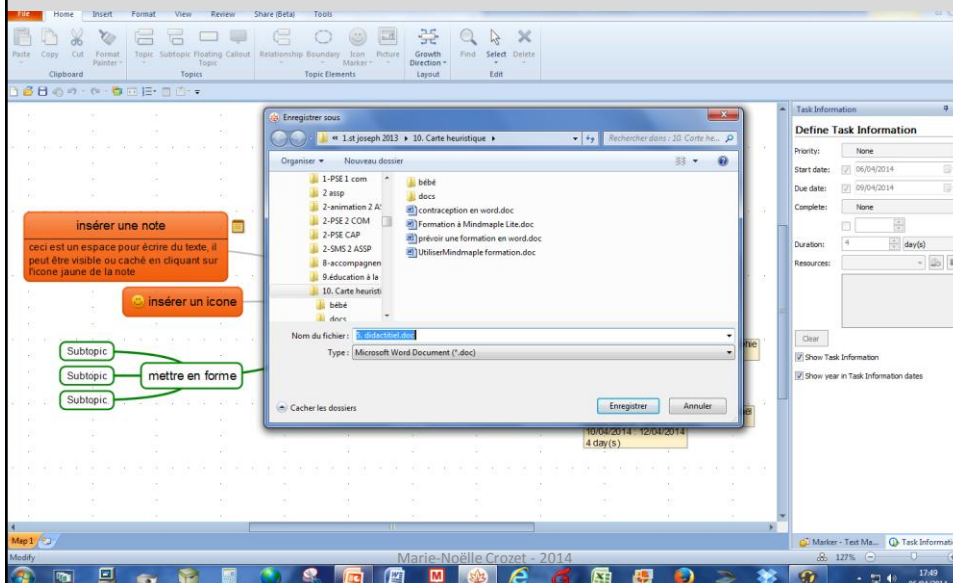 File Home Insert Format View Review Share (Beta) Tools
Paste Copy Cut Format Painter Topic Subtopic Floating Topic Callout Relationship Boundary Icon Marker Picture Growth Direction Find Select Delete
Clipboard Topics Topic Elements Layout Edit
Enregistrer sous
« 1.st joseph 2013 ▸ 10. Carte heuristique ▸
Rechercher dans : 10. Carte he...
Organiser Nouveau dossier
1-PSE1 com
2 assp
2-animation 2 A
2-PSE 2 COM
2-PSE CAP
2-SMS 2 ASSP
8-accompagnen
9.éducation à la
10. Carte heuristi
bébé
docs
bébé
docs
contraception en word.doc
Formation à Mindmaple Lite.doc
prévoir une formation en word.doc
UtiliserMindmaple formation.doc
Nom du fichier : 5. didactitiel.doc
Type : Microsoft Word Document (*.doc)
Cacher les dossiers
Enregistrer Annuler
insérer une note
ceci est un espace pour écrire du texte, il
peut être visible ou caché en cliquant sur
l'icone jaune de la note
insérer un icone
Subtopic
Subtopic
Subtopic
mettre en forme
10/04/2014 : 12/04/2014
4 day(s)
Task Information
Define Task Information
Priority: None
Start date: 06/04/2014
Due date: 09/04/2014
Complete: None
Duration: 4 day(s)
Resources:
Clear
Show Task Information
Show year in Task Information dates
Map 1
Marker - Text Ma... Task Informati
Modify
127%
Marie-Noëlle Crozet - 2014
17:49
06/04/2014